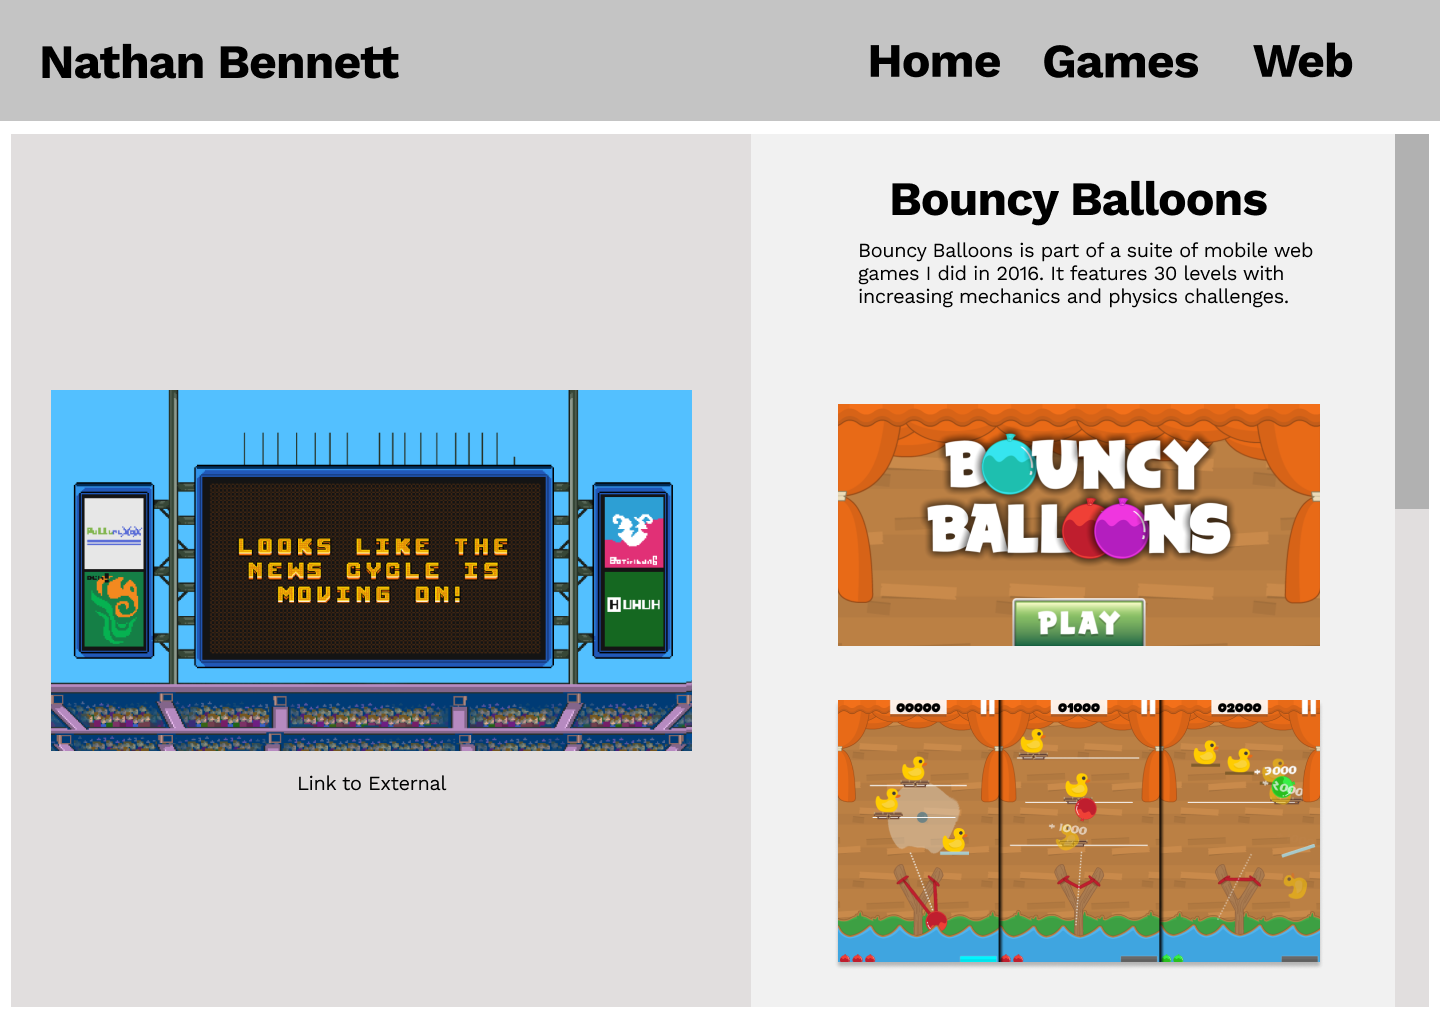 Nathan Bennett
Home Games Web
LOOKS LIKE THE
NEWS CYCLE IS
MOVING ON!
HUHUH
Link to External
Bouncy Balloons
Bouncy Balloons is part of a suite of mobile web
games I did in 2016. It features 30 levels with
increasing mechanics and physics challenges.
BOUNCY
BALLOONS
PLAY
00000
01000
02000
+ 1000
+ 3000